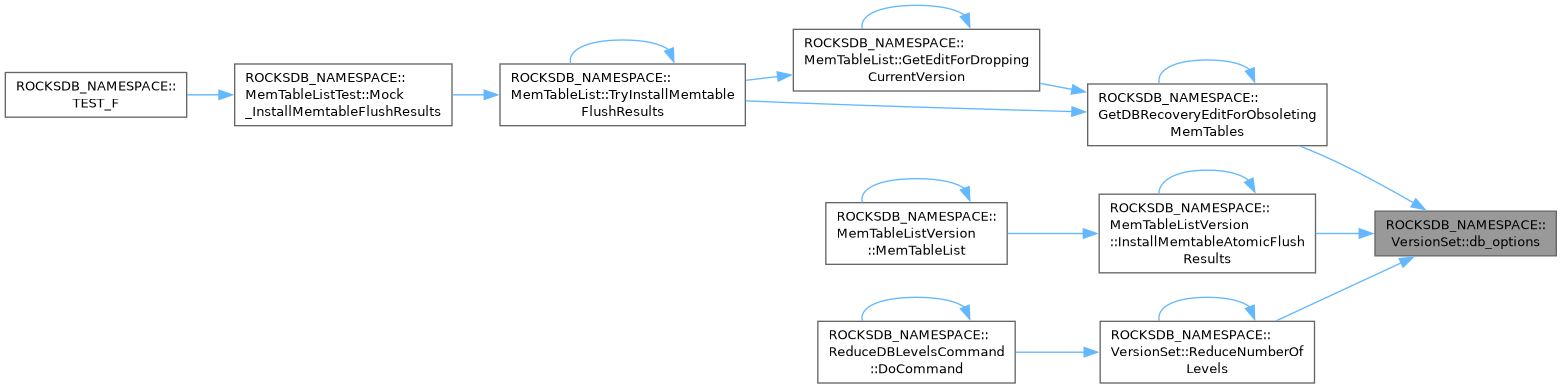 ROCKSDB_NAMESPACE::
TEST_F
ROCKSDB_NAMESPACE::
MemTableListTest::Mock
_InstallMemtableFlushResults
ROCKSDB_NAMESPACE::
MemTableList::TryInstallMemtable
FlushResults
ROCKSDB_NAMESPACE::
MemTableList::GetEditForDropping
CurrentVersion
ROCKSDB_NAMESPACE::
GetDBRecoveryEditForObsoleting
MemTables
ROCKSDB_NAMESPACE::
MemTableListVersion
::MemTableList
ROCKSDB_NAMESPACE::
MemTableListVersion
::InstallMemtableAtomicFlush
Results
ROCKSDB_NAMESPACE::
VersionSet::db_options
ROCKSDB_NAMESPACE::
ReduceDBLevelsCommand
::DoCommand
ROCKSDB_NAMESPACE::
VersionSet::ReduceNumberOf
Levels